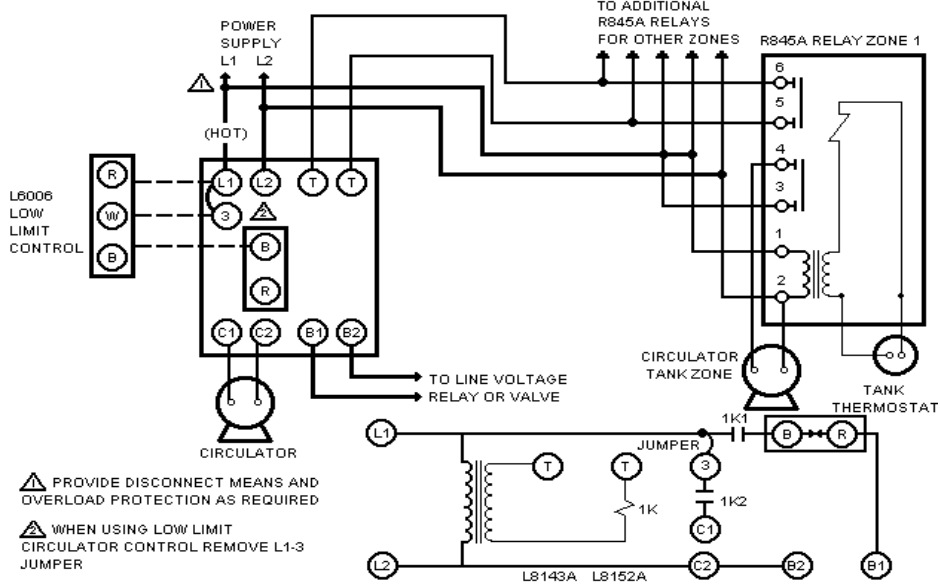 TO ADDITIONAL
R845A RELAYS
FOR OTHER ZONES
POWER
SUPPLY
L1 L2
R845A RELAY ZONE 1
1
(HOT)
6
5
4
3
1
2
L6006
LOW
LIMIT
CONTROL
R
W
B
L1 L2 T T
3
2
B
R
C1 C2 B1 B2
TO LINE VOLTAGE
RELAY OR VALVE
CIRCULATOR
CIRCULATOR
TANK ZONE
TANK
THERMOSTAT
1 PROVIDE DISCONNECT MEANS AND
OVERLOAD PROTECTION AS REQUIRED
2 WHEN USING LOW LIMIT
CIRCULATOR CONTROL REMOVE L1-3
JUMPER
L1
JUMPER
1K1
B R
T T
3
1K
1K2
C1
L2
C2
B2
B1
L8143A L8152A